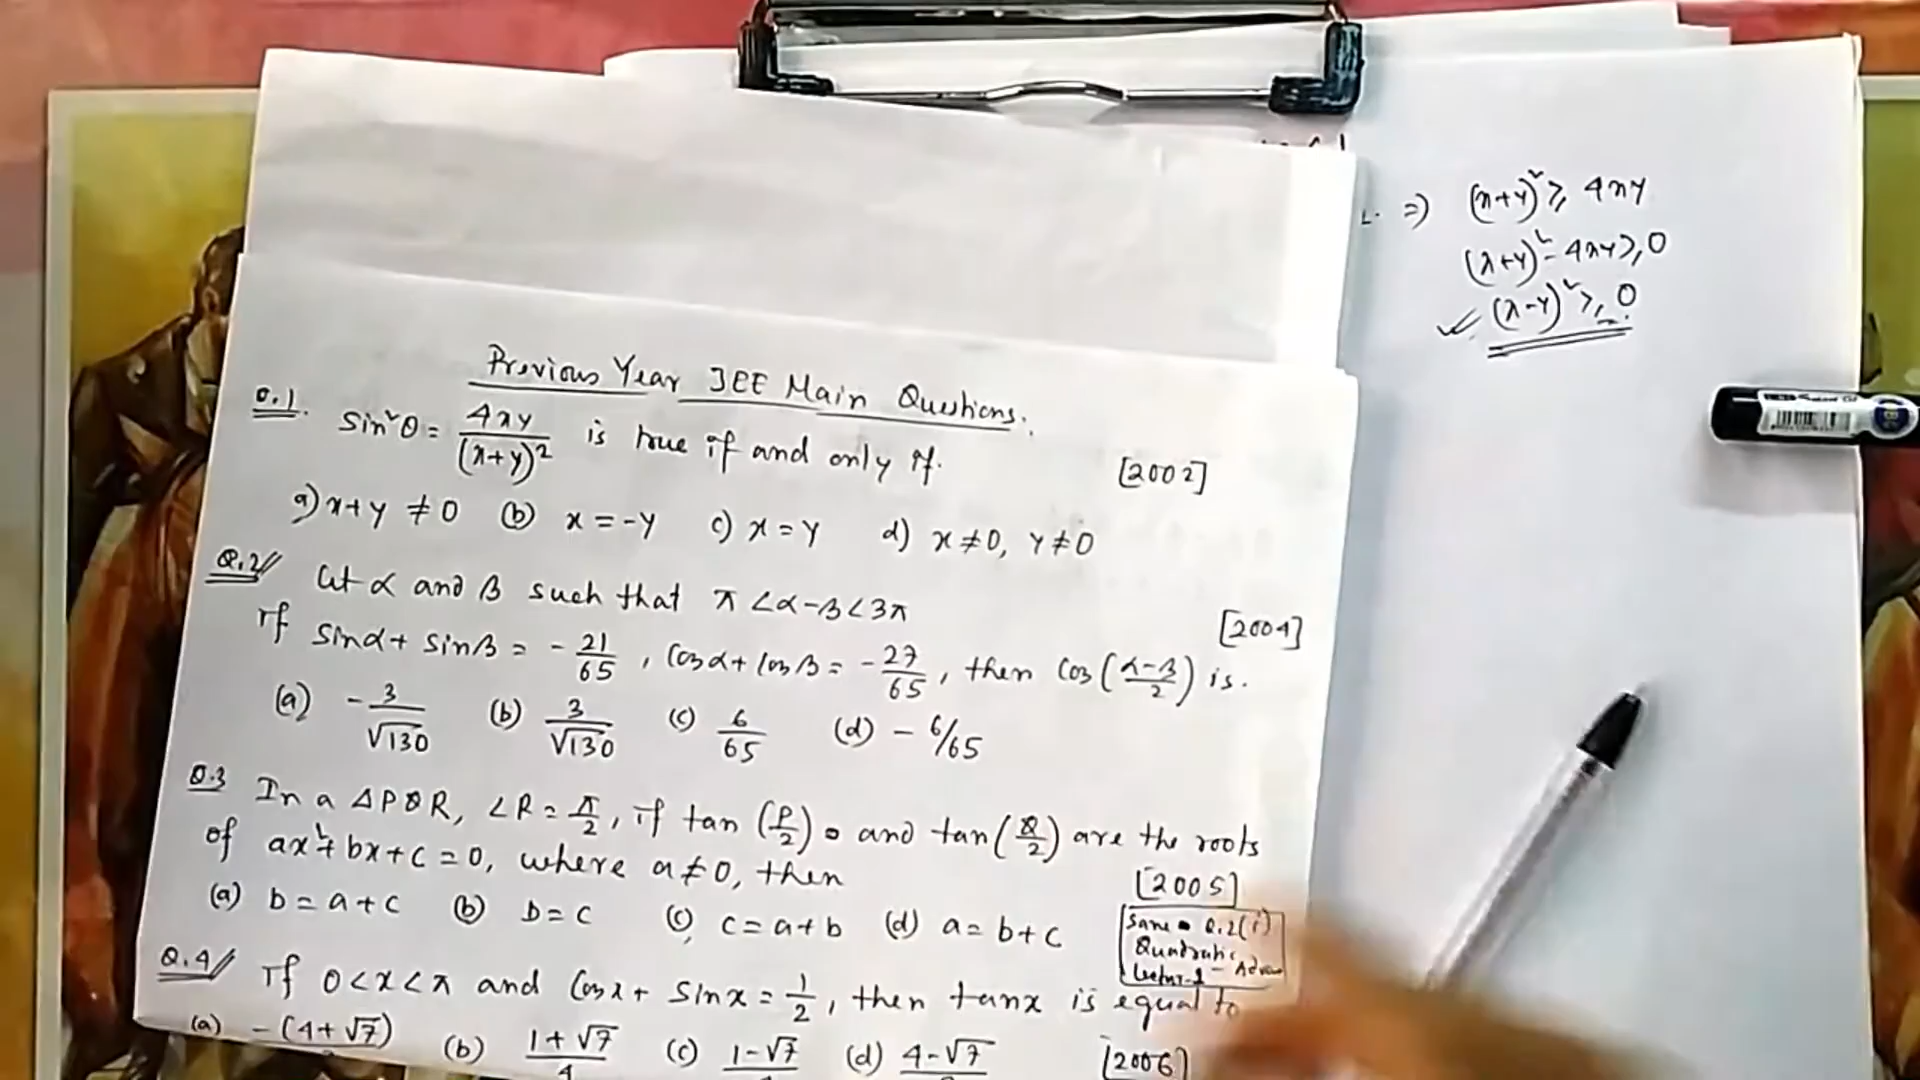 =) (x+y)² ≥ 4xy
(x+y)² - 4xy ≥ 0
(x-y)² ≥ 0
Previous Year JEE Main Questions.
Q.1. Sin²θ = 4xy/(x+y)² is true if and only if. [2002]
a) x+y ≠ 0 (b) x = -y c) x = y d) x ≠ 0, y ≠ 0
Q.2// Let α and β such that π < α-β < 3π
If Sinα + Sinβ = -21/65, Cosα + Cosβ = -27/65, then Cos((α-β)/2) is. [2004]
(a) -3/√130 (b) 3/√130 (c) 6/65 (d) -6/65
Q.3 In a ΔPQR, ∠R = π/2, if tan(P/2) and tan(Q/2) are the roots
of ax²+bx+c = 0, where a ≠ 0, then [2005]
(a) b = a+c (b) b = c (c) c = a+b (d) a = b+c
Same Q.2(i)
Quadratic
Lecture-1 -
Q.4// If 0 < x < π and Cosx + Sinx = 1/2, then tanx is equal to
(a) -(4+√7) (b) 1+√7/4 (c) 1-√7 (d) 4-√7 [2006]